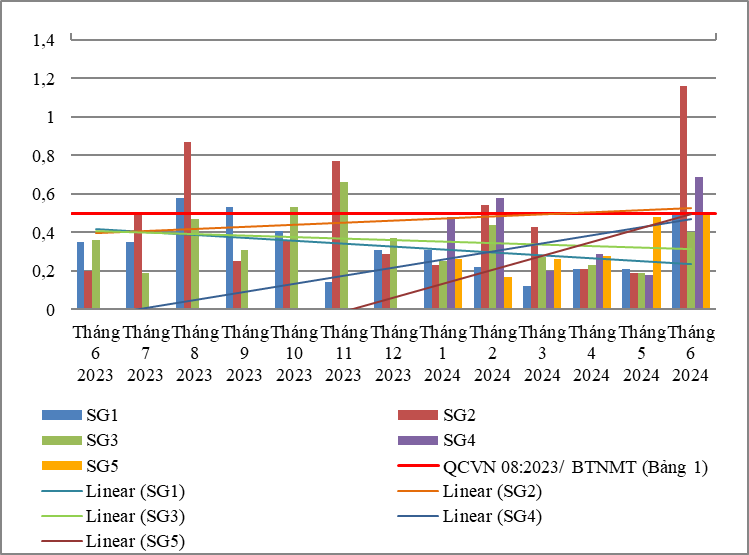 1,4
1,2
1
0,8
0,6
0,4
0,2
0
Tháng Tháng Tháng Tháng Tháng Tháng Tháng Tháng Tháng Tháng Tháng Tháng Tháng
6 7 8 9 10 11 12 1 2 3 4 5 6
2023 2023 2023 2023 2023 2023 2023 2024 2024 2024 2024 2024 2024
SG1 SG2
SG3 SG4
SG5 QCVN 08:2023/ BTNMT (Bảng 1)
Linear (SG1) Linear (SG2)
Linear (SG3) Linear (SG4)
Linear (SG5)